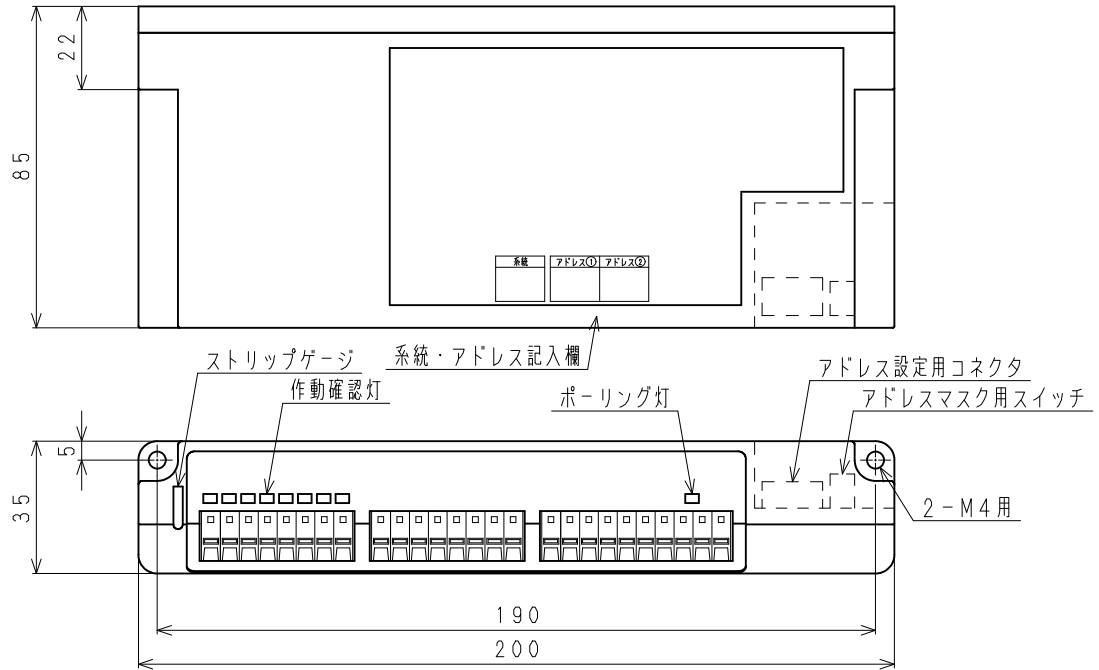 22
85
系統 アドレス① アドレス②
ストリップゲージ
系統・アドレス記入欄
作動確認灯
ポーリング灯
アドレス設定用コネクタ
アドレスマスク用スイッチ
5
35
2-M4用
190
200